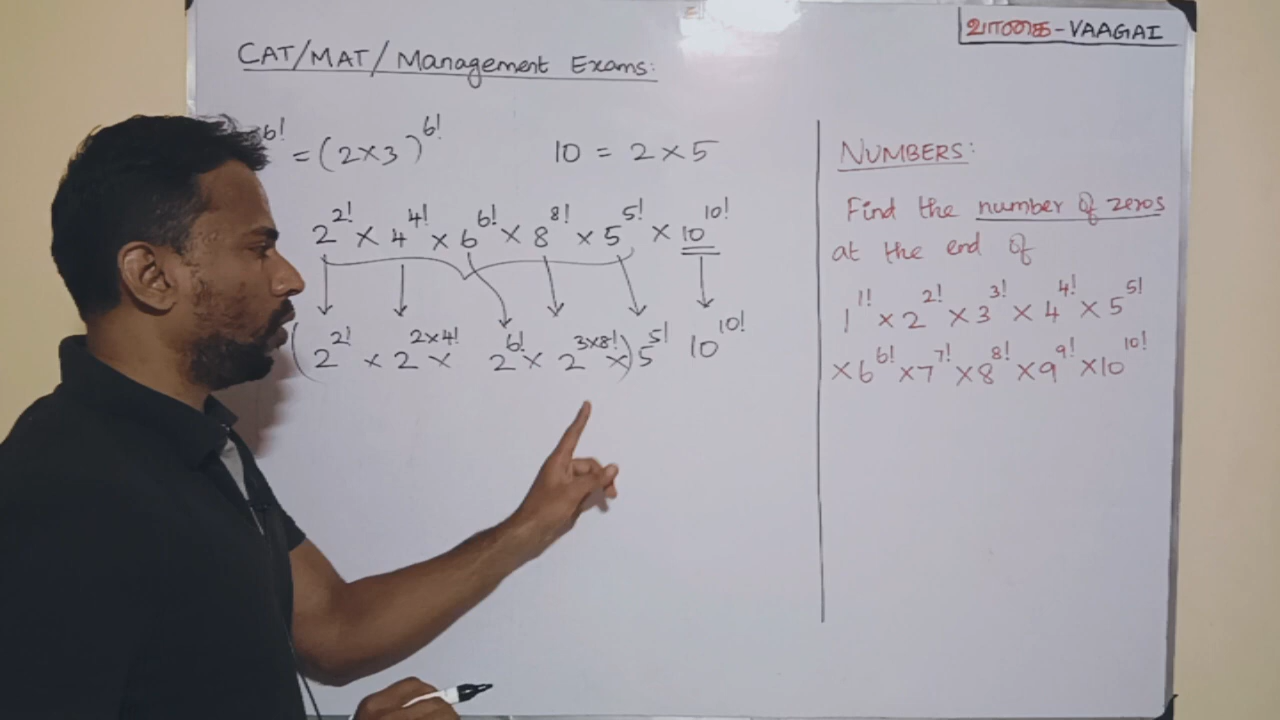 வாகை-VAAGAI
CAT/MAT/Management Exams:
6! = (2×3)^6!
10 = 2×5
2^2! × 4^4! × 6^6! × 8^8! × 5^5! × 10^10!
(2^2! × 2^2×4! × 2^6! × 2^3×8! ×) 5^5! 10^10!
NUMBERS:
Find the number of zeros
at the end of
1^1! × 2^2! × 3^3! × 4^4! × 5^5!
×6^6! ×7^7! ×8^8! ×9^9! ×10^10!